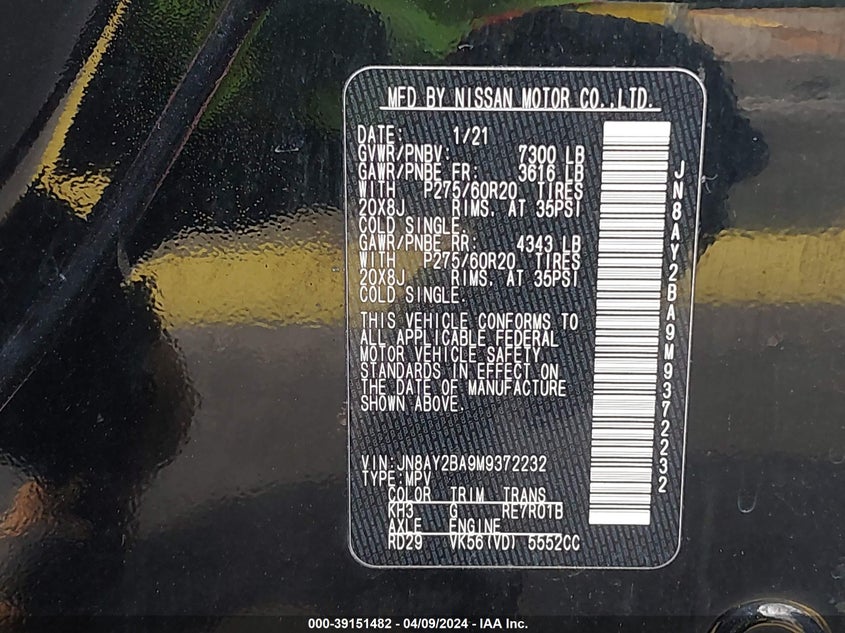 MFD BY NISSAN MOTOR CO.,LTD.
DATE: 1/21
GVWR/PNBV: 7300 LB
GAWR/PNBE FR: 3616 LB
WITH P275/60R20 TIRES
20X8J RIMS. AT 35PSI
COLD SINGLE.
GAWR/PNBE RR: 4343 LB
WITH P275/60R20 TIRES
20X8J RIMS. AT 35PSI
COLD SINGLE.
THIS VEHICLE CONFORMS TO
ALL APPLICABLE FEDERAL
MOTOR VEHICLE SAFETY
STANDARDS IN EFFECT ON
THE DATE OF MANUFACTURE
SHOWN ABOVE.
VIN:JN8AY2BA9M9372232
TYPE:MPV
COLOR TRIM TRANS
KH3 G RE7R01B
AXLE ENGINE
RD29 VK56(VD) 5552CC
JN8AY2BA9M9372232
000-39151482 - 04/09/2024 - IAA Inc.